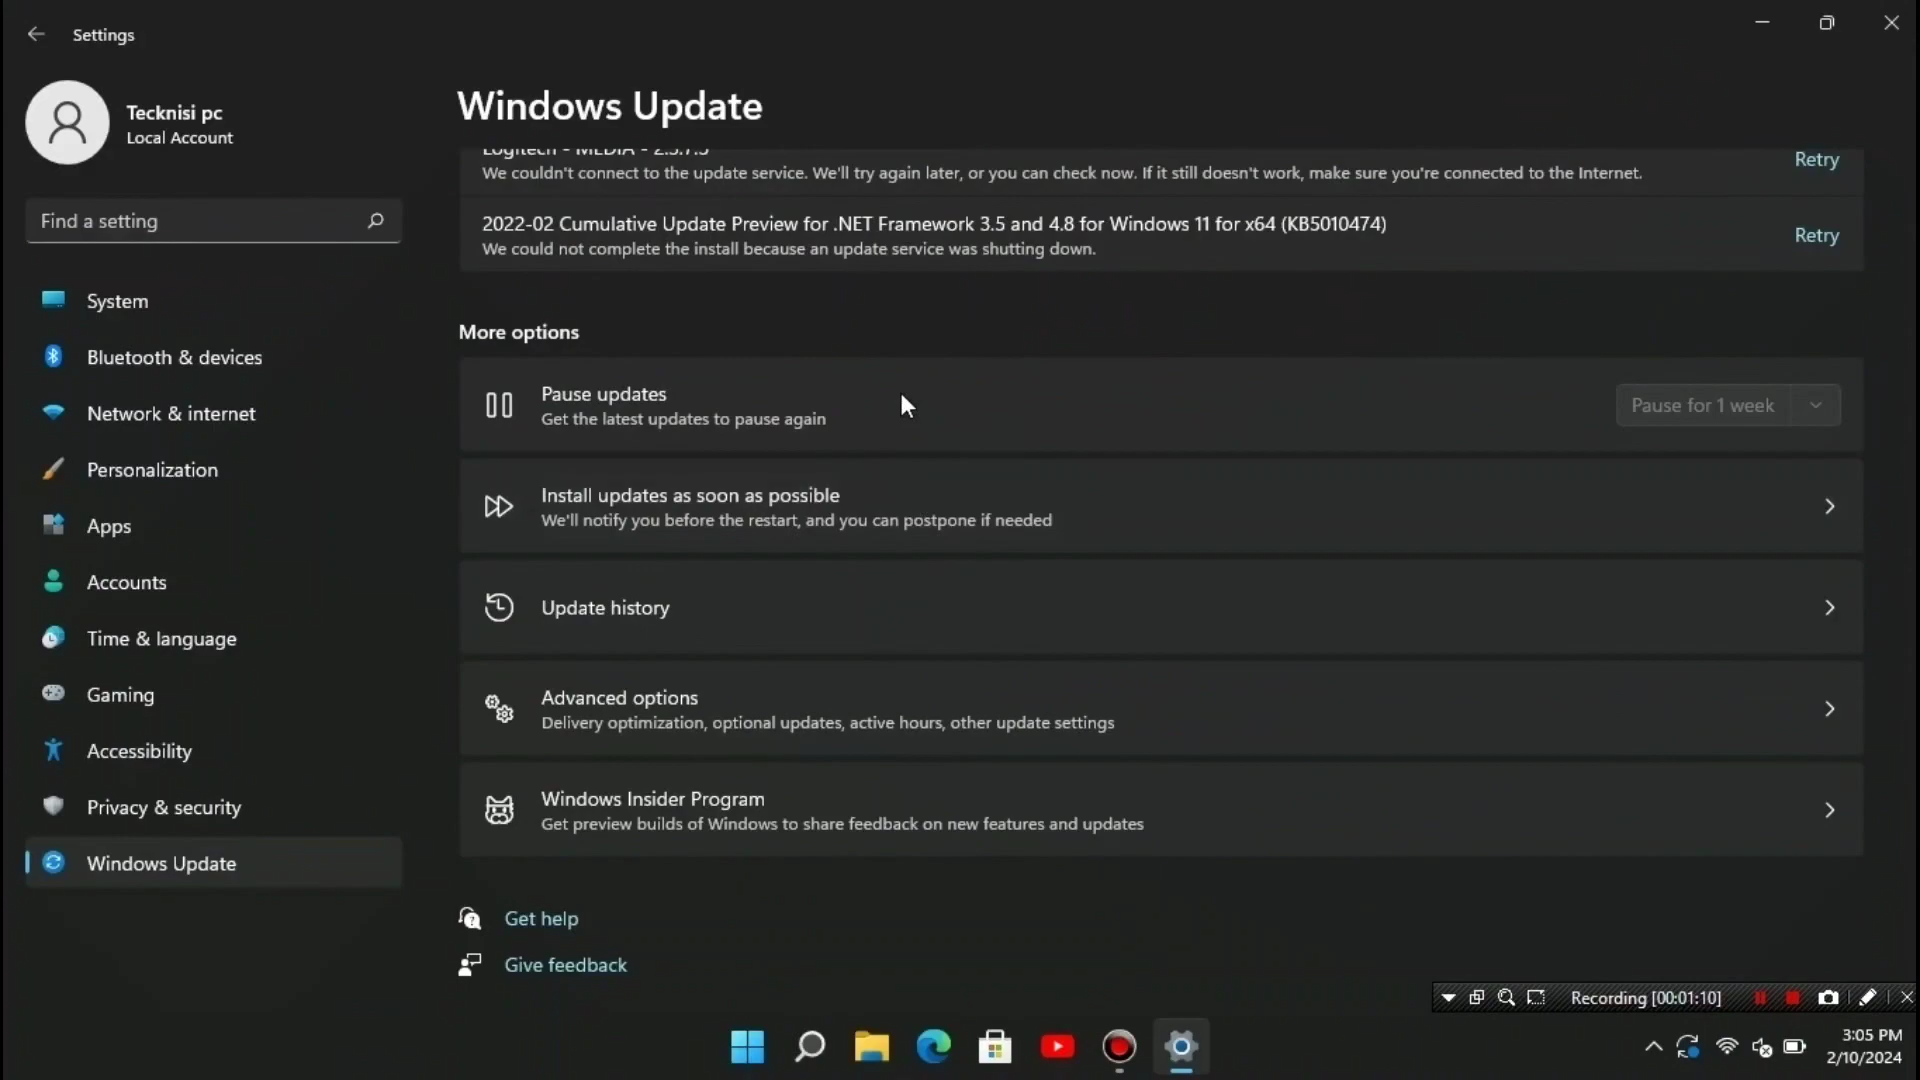 Settings
Tecknisi pc
Local Account
Find a setting
System
Bluetooth & devices
Network & internet
Personalization
Apps
Accounts
Time & language
Gaming
Accessibility
Privacy & security
Windows Update
Windows Update
Logitech - MEDIA - 2.3.7.3
Retry
We couldn't connect to the update service. We'll try again later, or you can check now. If it still doesn't work, make sure you're connected to the Internet.
2022-02 Cumulative Update Preview for .NET Framework 3.5 and 4.8 for Windows 11 for x64 (KB5010474)
Retry
We could not complete the install because an update service was shutting down.
More options
Pause updates
Get the latest updates to pause again
Pause for 1 week
Install updates as soon as possible
We'll notify you before the restart, and you can postpone if needed
Update history
Advanced options
Delivery optimization, optional updates, active hours, other update settings
Windows Insider Program
Get preview builds of Windows to share feedback on new features and updates
Get help
Give feedback
Recording [00:01:10]
3:05 PM
2/10/2024